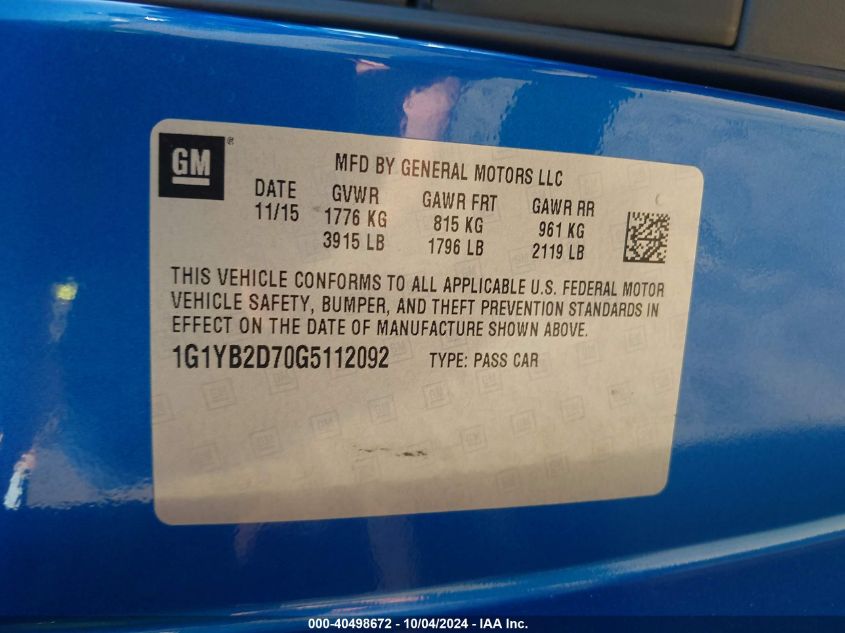 GM ®
MFD BY GENERAL MOTORS LLC
DATE GVWR GAWR FRT GAWR RR
11/15 1776 KG 815 KG 961 KG
3915 LB 1796 LB 2119 LB
THIS VEHICLE CONFORMS TO ALL APPLICABLE U.S. FEDERAL MOTOR
VEHICLE SAFETY, BUMPER, AND THEFT PREVENTION STANDARDS IN
EFFECT ON THE DATE OF MANUFACTURE SHOWN ABOVE.
1G1YB2D70G5112092 TYPE: PASS CAR
000-40498672 - 10/04/2024 - IAA Inc.